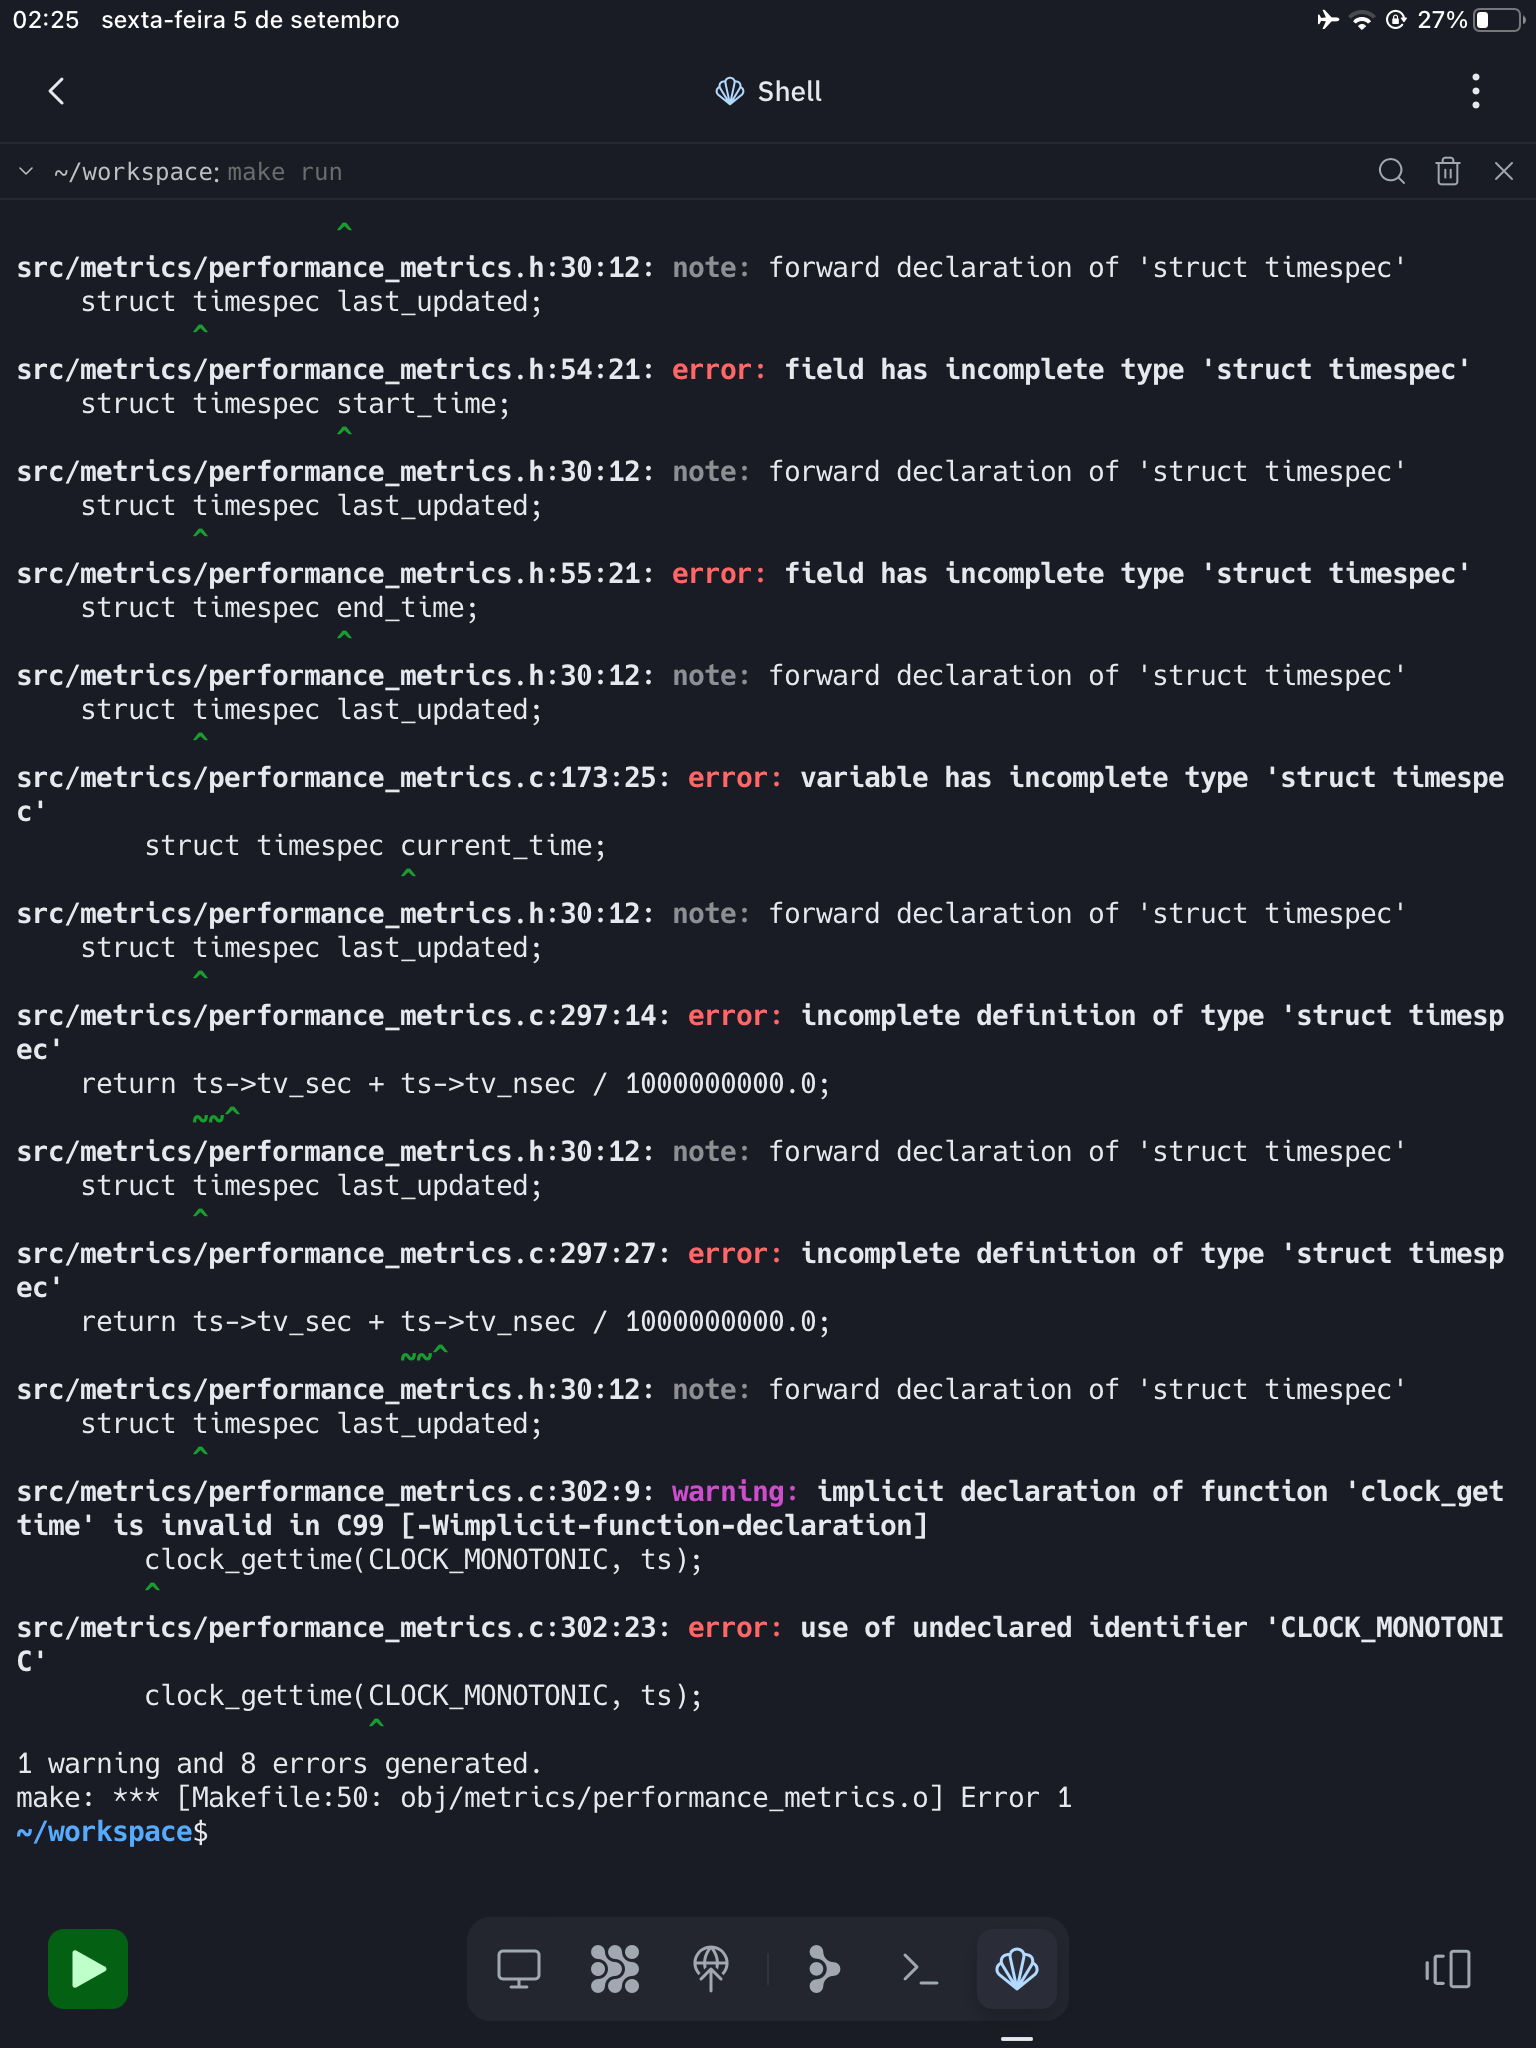 02:25 sexta-feira 5 de setembro 27%
Shell
~/workspace: make run
^
src/metrics/performance_metrics.h:30:12: note: forward declaration of 'struct timespec'
    struct timespec last_updated;
           ^
src/metrics/performance_metrics.h:54:21: error: field has incomplete type 'struct timespec'
    struct timespec start_time;
                    ^
src/metrics/performance_metrics.h:30:12: note: forward declaration of 'struct timespec'
    struct timespec last_updated;
           ^
src/metrics/performance_metrics.h:55:21: error: field has incomplete type 'struct timespec'
    struct timespec end_time;
                    ^
src/metrics/performance_metrics.h:30:12: note: forward declaration of 'struct timespec'
    struct timespec last_updated;
           ^
src/metrics/performance_metrics.c:173:25: error: variable has incomplete type 'struct timespe
c'
        struct timespec current_time;
                        ^
src/metrics/performance_metrics.h:30:12: note: forward declaration of 'struct timespec'
    struct timespec last_updated;
           ^
src/metrics/performance_metrics.c:297:14: error: incomplete definition of type 'struct timesp
ec'
    return ts->tv_sec + ts->tv_nsec / 1000000000.0;
           ~~^
src/metrics/performance_metrics.h:30:12: note: forward declaration of 'struct timespec'
    struct timespec last_updated;
           ^
src/metrics/performance_metrics.c:297:27: error: incomplete definition of type 'struct timesp
ec'
    return ts->tv_sec + ts->tv_nsec / 1000000000.0;
                        ~~^
src/metrics/performance_metrics.h:30:12: note: forward declaration of 'struct timespec'
    struct timespec last_updated;
           ^
src/metrics/performance_metrics.c:302:9: warning: implicit declaration of function 'clock_get
time' is invalid in C99 [-Wimplicit-function-declaration]
        clock_gettime(CLOCK_MONOTONIC, ts);
        ^
src/metrics/performance_metrics.c:302:23: error: use of undeclared identifier 'CLOCK_MONOTONI
C'
        clock_gettime(CLOCK_MONOTONIC, ts);
                      ^
1 warning and 8 errors generated.
make: *** [Makefile:50: obj/metrics/performance_metrics.o] Error 1
~/workspace$